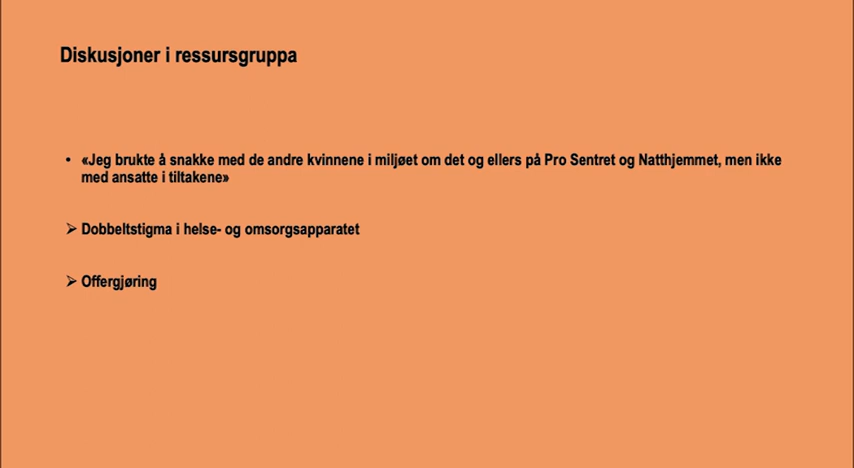 Diskusjoner i ressursgruppa
• «Jeg brukte å snakke med de andre kvinnene i miljøet om det og ellers på Pro Sentret og Natthjemmet, men ikke
med ansatte i tiltakene»
➢ Dobbeltstigma i helse- og omsorgsapparatet
➢ Offergjøring